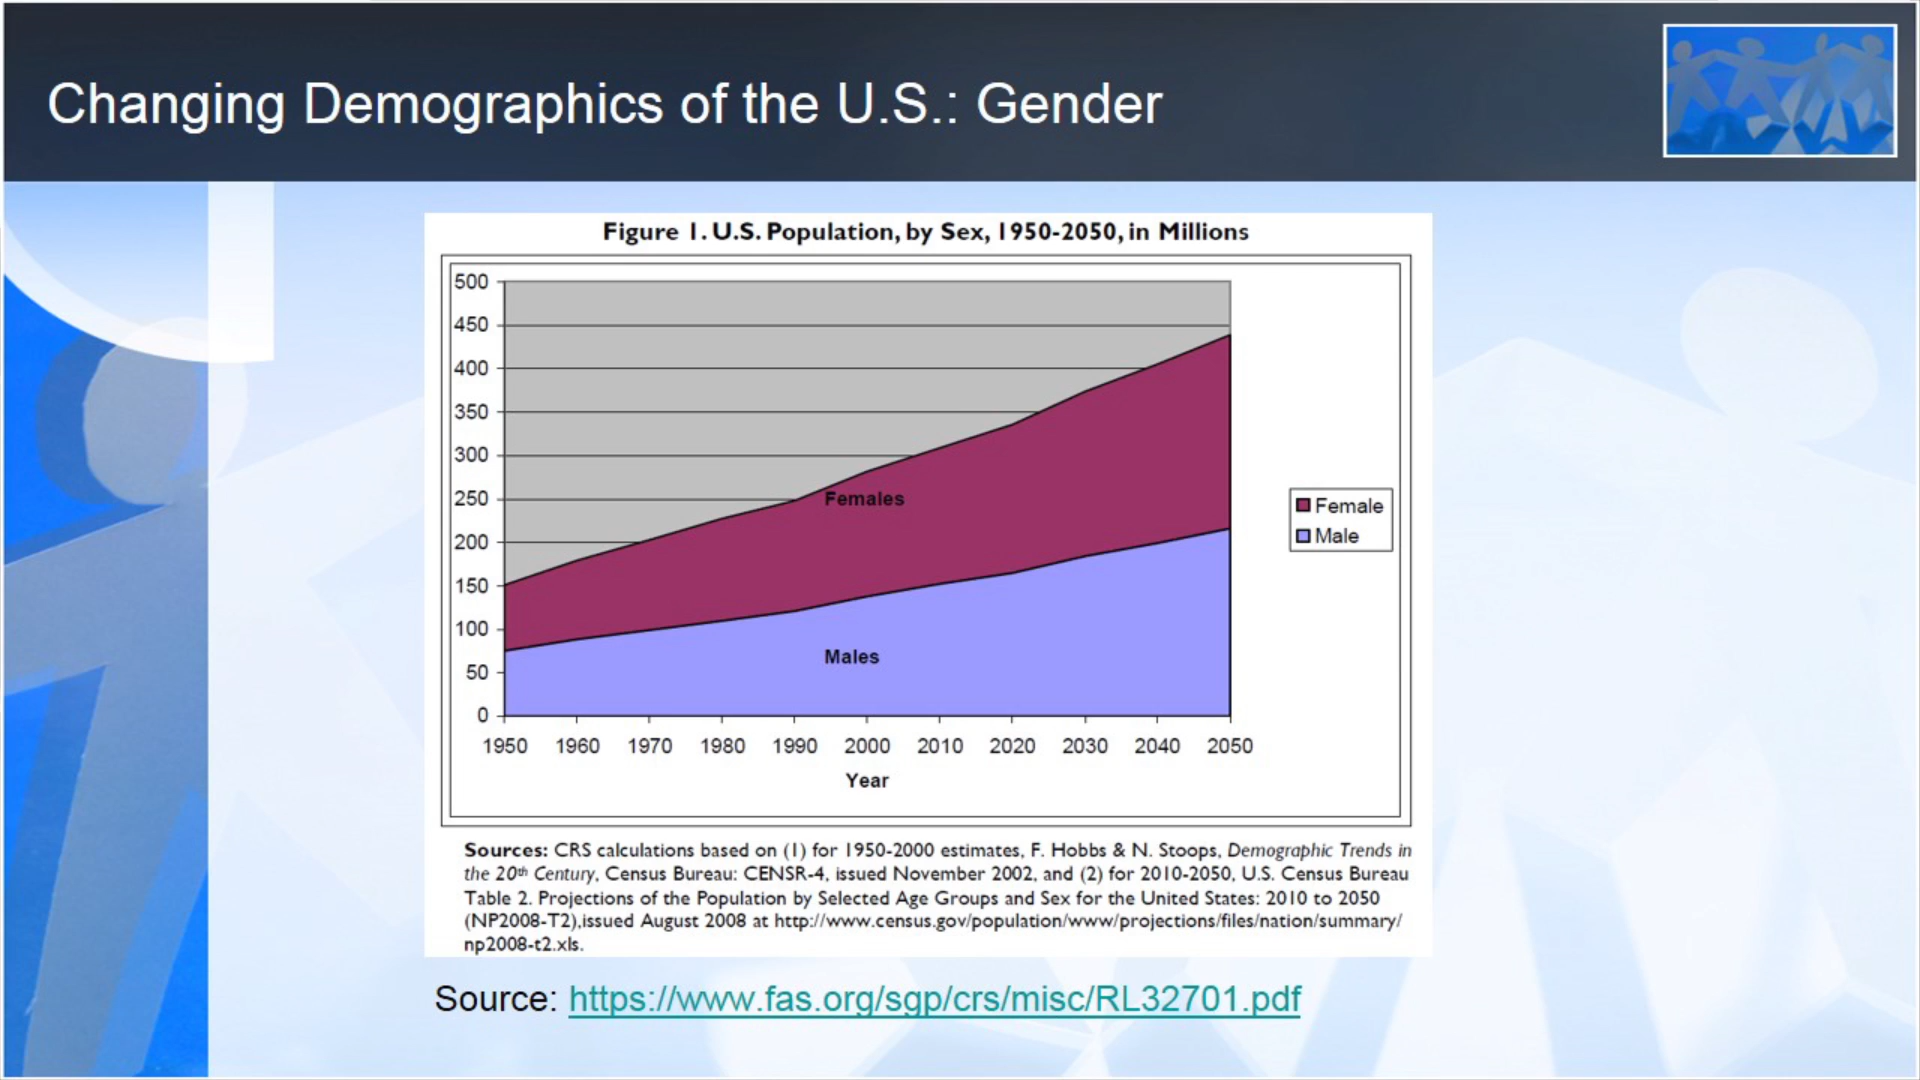 Changing Demographics of the U.S.: Gender
Figure 1. U.S. Population, by Sex, 1950-2050, in Millions
500
450
400
350
300
250
200
150
100
50
0
Females
Males
Female
Male
1950 1960 1970 1980 1990 2000 2010 2020 2030 2040 2050
Year
Sources: CRS calculations based on (1) for 1950-2000 estimates, F. Hobbs & N. Stoops, Demographic Trends in
the 20th Century, Census Bureau: CENSR-4, issued November 2002, and (2) for 2010-2050, U.S. Census Bureau
Table 2. Projections of the Population by Selected Age Groups and Sex for the United States: 2010 to 2050
(NP2008-T2),issued August 2008 at http://www.census.gov/population/www/projections/files/nation/summary/
np2008-t2.xls.
Source: https://www.fas.org/sgp/crs/misc/RL32701.pdf